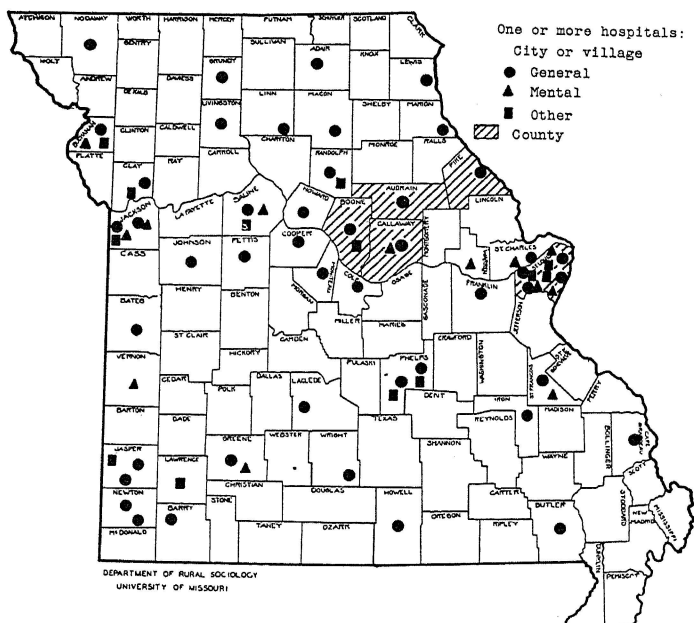 One or more hospitals:
City or village
General
Mental
Other
County
ATCHISON
NODAWAY
WORTH
HARRISON
MERCER
PUTNAM
SCHUYLER
SCOTLAND
CLARK
HOLT
GENTRY
SULLIVAN
ADAIR
KNOX
LEWIS
ANDREW
DE KALB
DAVIESS
GRUNDY
LINN
MACON
SHELBY
MARION
BUCHANAN
CLINTON
CALDWELL
LIVINGSTON
CHARITON
RANDOLPH
MONROE
RALLS
PLATTE
CLAY
RAY
CARROLL
PIKE
JACKSON
LAFAYETTE
SALINE
S
HOWARD
BOONE
AUDRAIN
CALLAWAY
MONTGOMERY
LINCOLN
WARREN
ST. CHARLES
ST. LOUIS
CASS
JOHNSON
PETTIS
COOPER
MONITEAU
COLE
OSAGE
GASCONADE
FRANKLIN
JEFFERSON
BATES
HENRY
BENTON
MORGAN
MILLER
MARIES
ST. CLAIR
HICKORY
CAMDEN
PULASKI
PHELPS
CRAWFORD
WASHINGTON
ST. FRANCOIS
STE. GENEVIEVE
PERRY
VERNON
CEDAR
POLK
DALLAS
LACLEDE
TEXAS
DENT
IRON
REYNOLDS
MADISON
BOLLINGER
CAPE GIRARDEAU
BARTON
DADE
GREENE
WEBSTER
WRIGHT
SHANNON
WAYNE
SCOTT
JASPER
LAWRENCE
CHRISTIAN
DOUGLAS
HOWELL
CARTER
BUTLER
STODDARD
NEW MADRID
MISSISSIPPI
NEWTON
BARRY
STONE
TANEY
OZARK
OREGON
RIPLEY
MCDONALD
DUNKLIN
PEMISCOT
DEPARTMENT OF RURAL SOCIOLOGY
UNIVERSITY OF MISSOURI